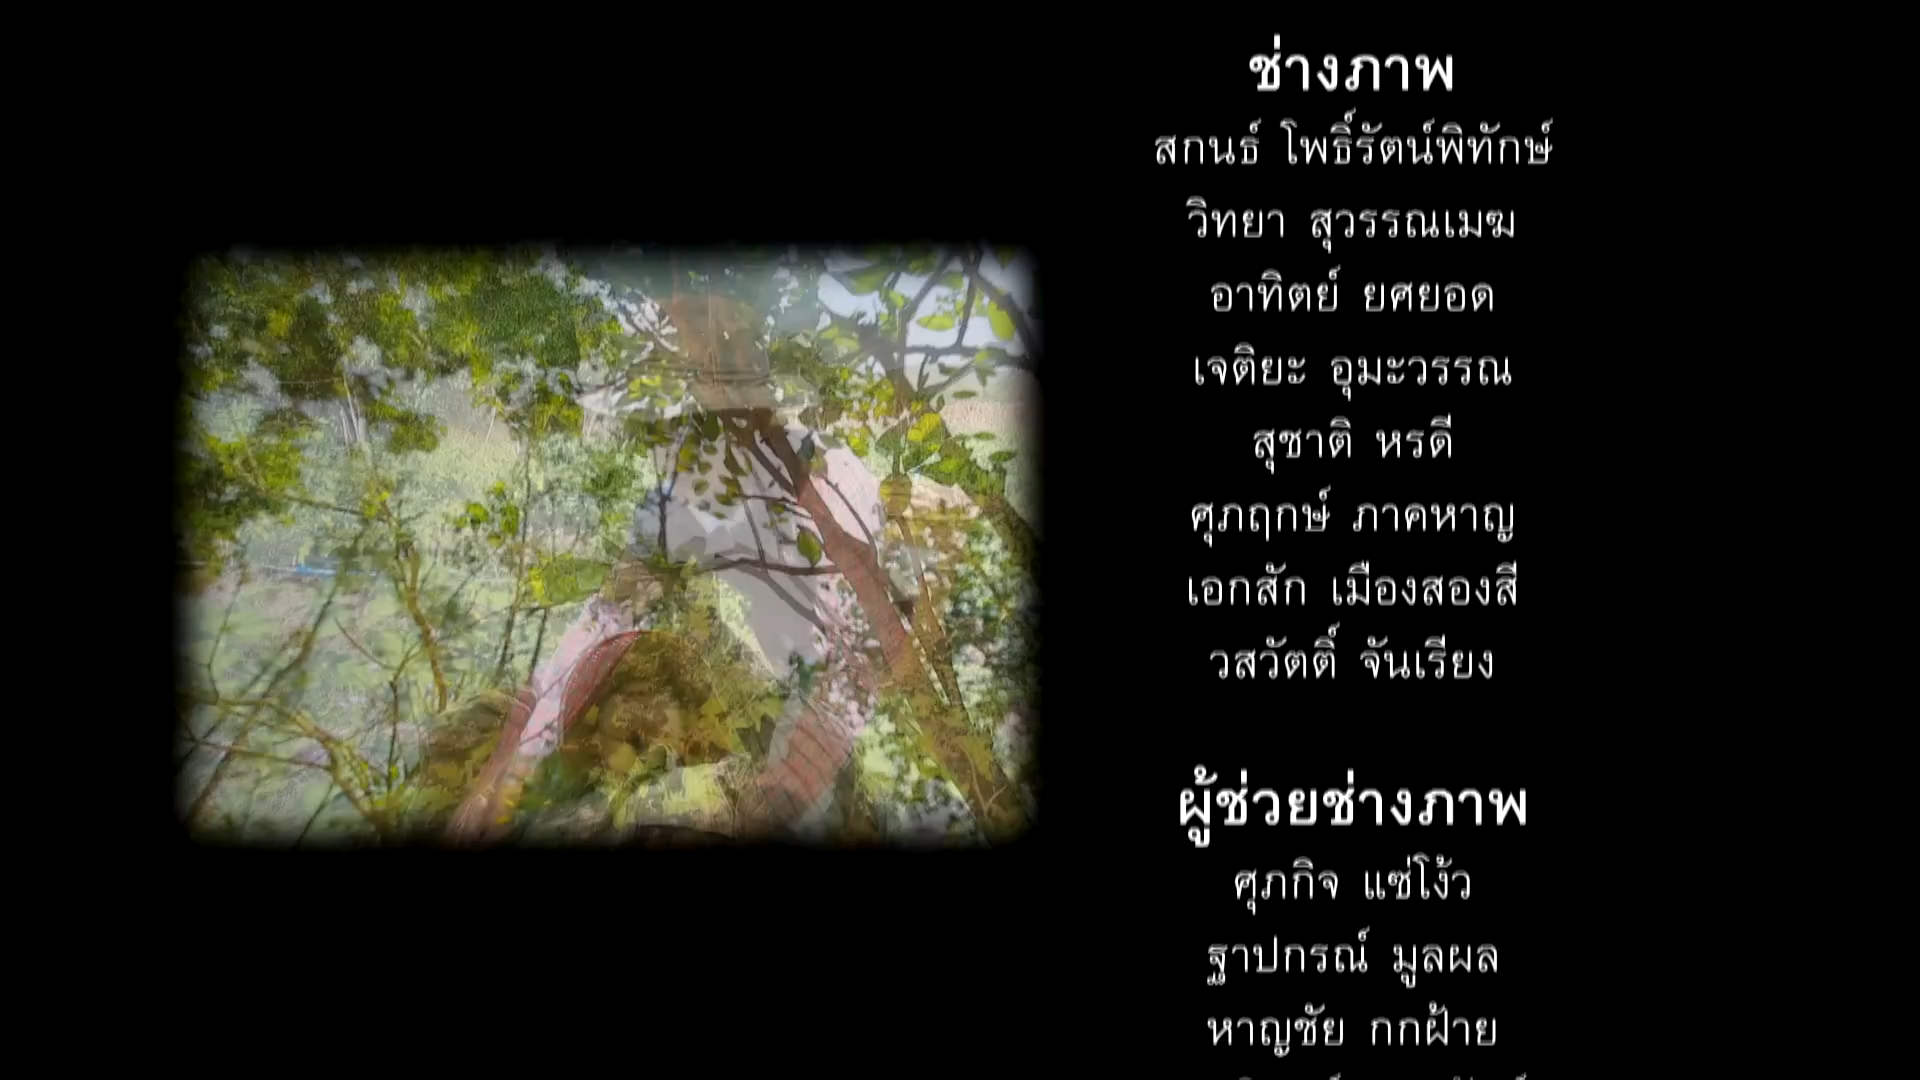 ช่างภาพ
สกนธ์ โพธิ์รัตน์พิทักษ์
วิทยา สุวรรณเมฆ
อาทิตย์ ยศยอด
เจติยะ อุมะวรรณ
สุชาติ หรดี
ศุภฤกษ์ ภาคหาญ
เอกสัก เมืองสองสี
วสวัตติ์ จันเรียง
ผู้ช่วยช่างภาพ
ศุภกิจ แซ่โง้ว
ฐาปกรณ์ มูลผล
หาญชัย กกฝ้าย